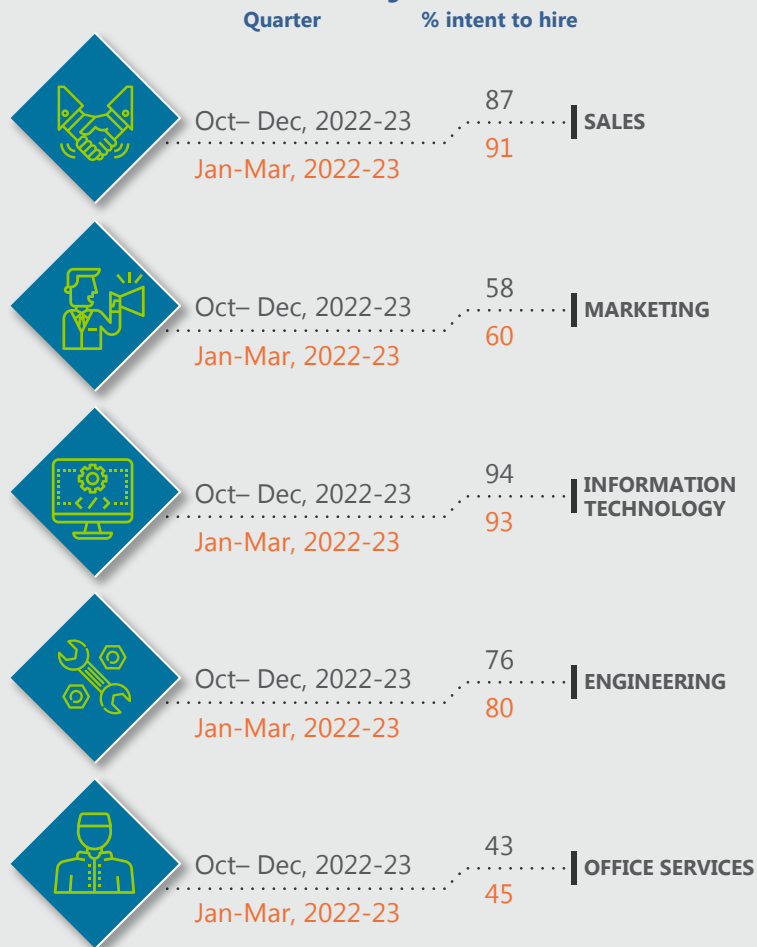 Quarter % intent to hire
Oct– Dec, 2022-23 87
Jan-Mar, 2022-23 91
SALES
Oct– Dec, 2022-23 58
Jan-Mar, 2022-23 60
MARKETING
Oct– Dec, 2022-23 94
Jan-Mar, 2022-23 93
INFORMATION
TECHNOLOGY
Oct– Dec, 2022-23 76
Jan-Mar, 2022-23 80
ENGINEERING
Oct– Dec, 2022-23 43
Jan-Mar, 2022-23 45
OFFICE SERVICES